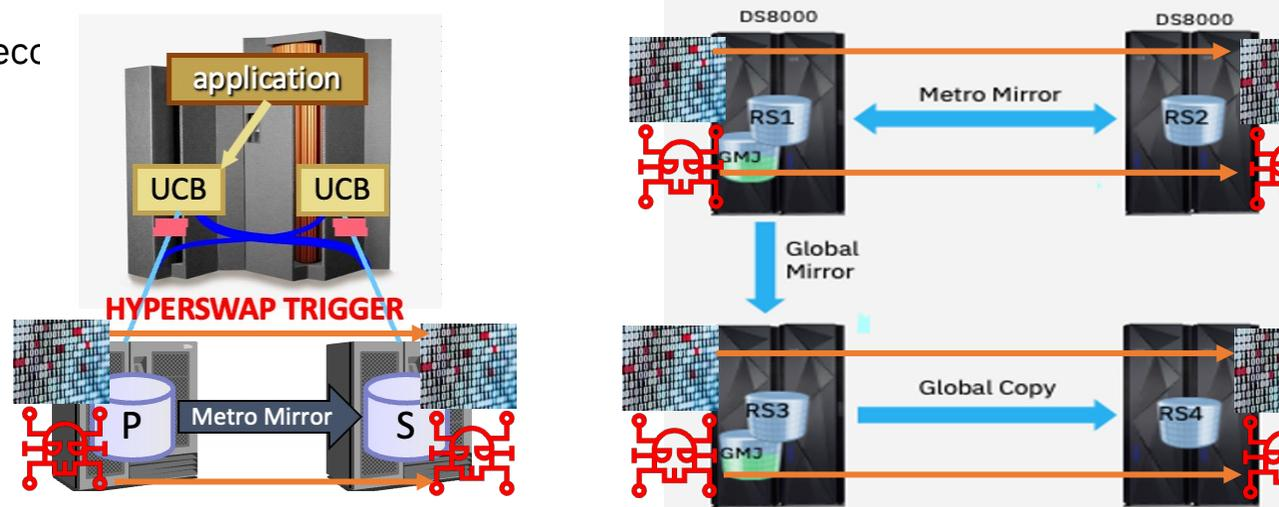 application
UCB
UCB
HYPERSWAP TRIGGER
P
Metro Mirror
S
DS8000
DS8000
RS1
Metro Mirror
RS2
GMJ
Global
Mirror
RS3
Global Copy
RS4
GMJ